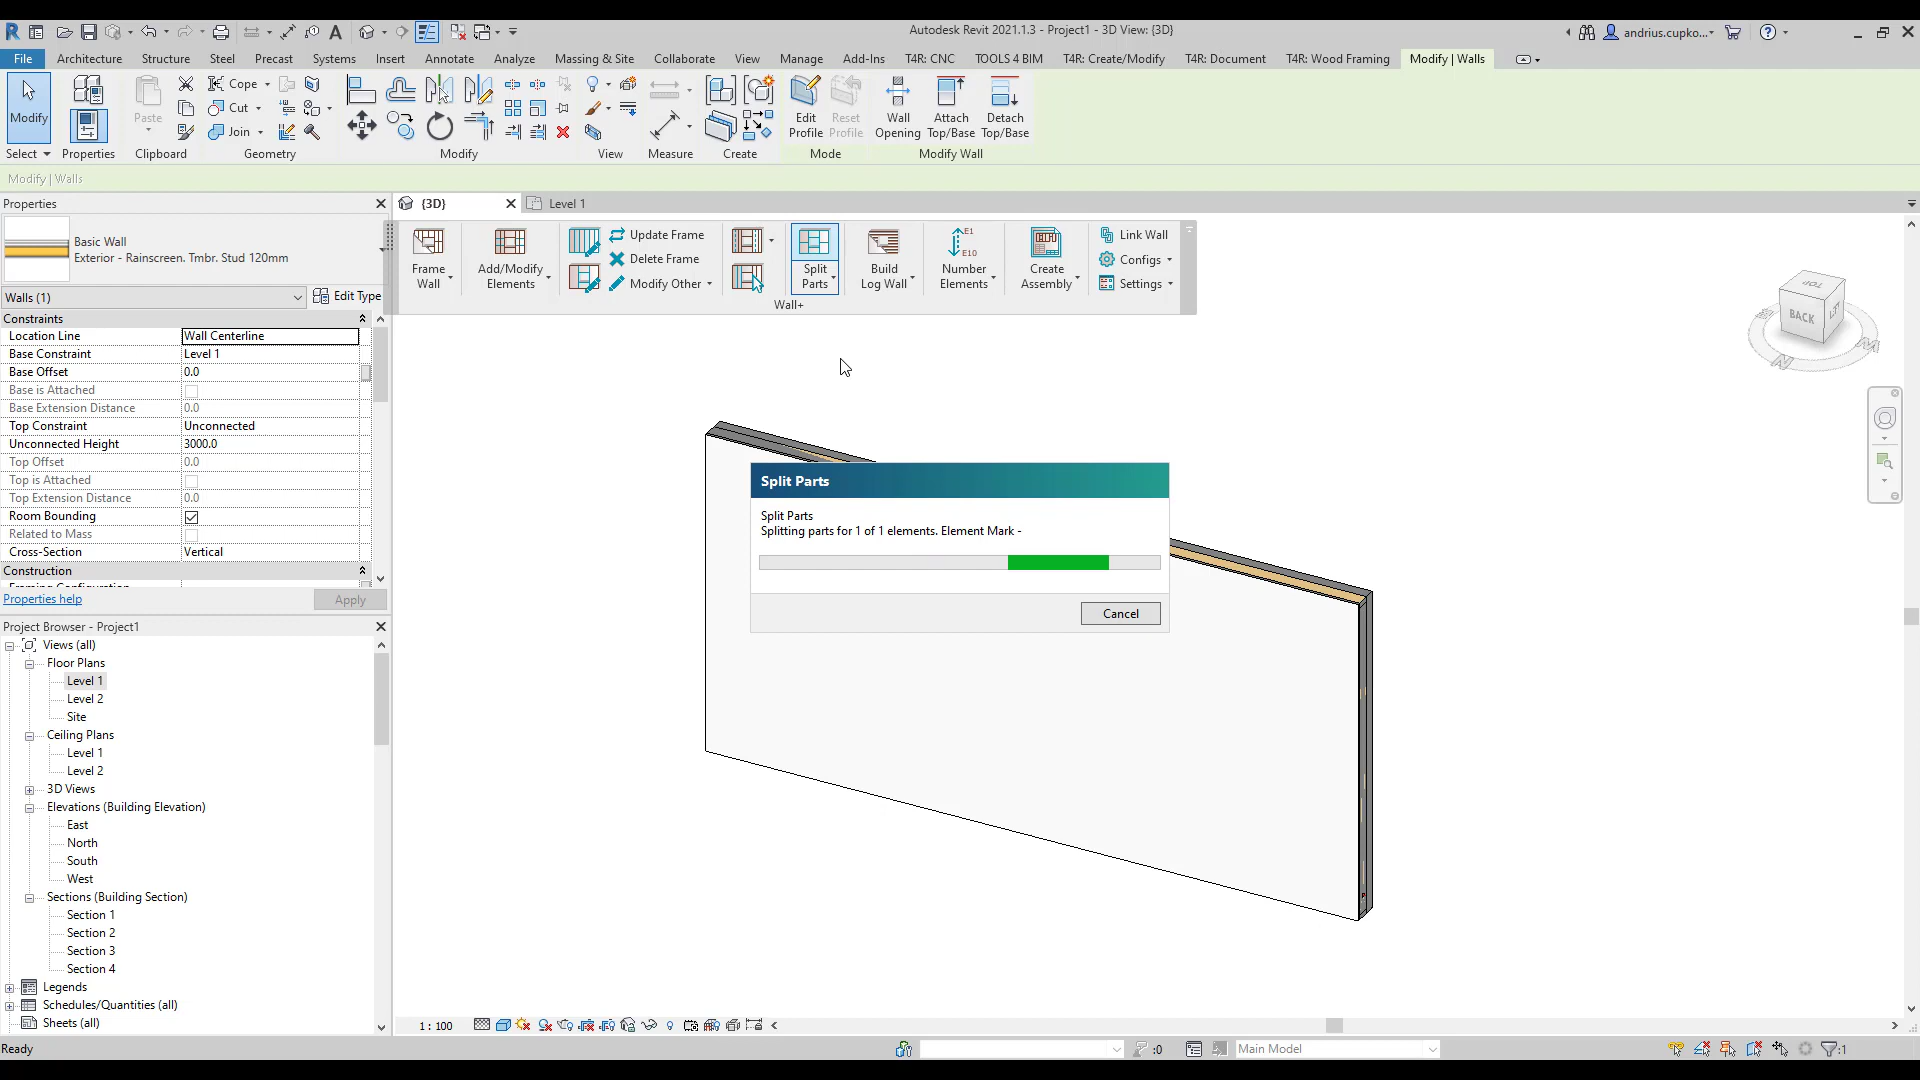 Autodesk Revit 2021.1.3 - Project1 - 3D View: {3D}
andrius.cupko...
File Architecture Structure Steel Precast Systems Insert Annotate Analyze Massing & Site Collaborate View Manage Add-Ins T4R: CNC TOOLS 4 BIM T4R: Create/Modify T4R: Document T4R: Wood Framing Modify | Walls
Modify
Select
Properties
Paste
Clipboard
Cope
Cut
Join
Geometry
Modify
View
Measure
Create
Edit Profile
Reset Profile
Mode
Wall Opening
Attach Top/Base
Detach Top/Base
Modify Wall
Modify | Walls
Properties
{3D}
Level 1
Basic Wall
Exterior - Rainscreen. Tmbr. Stud 120mm
Walls (1)
Edit Type
Constraints
Location Line Wall Centerline
Base Constraint Level 1
Base Offset 0.0
Base is Attached
Base Extension Distance 0.0
Top Constraint Unconnected
Unconnected Height 3000.0
Top Offset 0.0
Top is Attached
Top Extension Distance 0.0
Room Bounding
Related to Mass
Cross-Section Vertical
Construction
Properties help
Apply
Frame Wall
Add/Modify Elements
Update Frame
Delete Frame
Modify Other
Split Parts
Build Log Wall
E1
E10
Number Elements
Create Assembly
Link Wall
Configs
Settings
Wall+
TOP
BACK
N
Split Parts
Split Parts
Splitting parts for 1 of 1 elements. Element Mark -
Cancel
Project Browser - Project1
Views (all)
Floor Plans
Level 1
Level 2
Site
Ceiling Plans
Level 1
Level 2
3D Views
Elevations (Building Elevation)
East
North
South
West
Sections (Building Section)
Section 1
Section 2
Section 3
Section 4
Legends
Schedules/Quantities (all)
Sheets (all)
1 : 100
Ready
:0
Main Model
:1